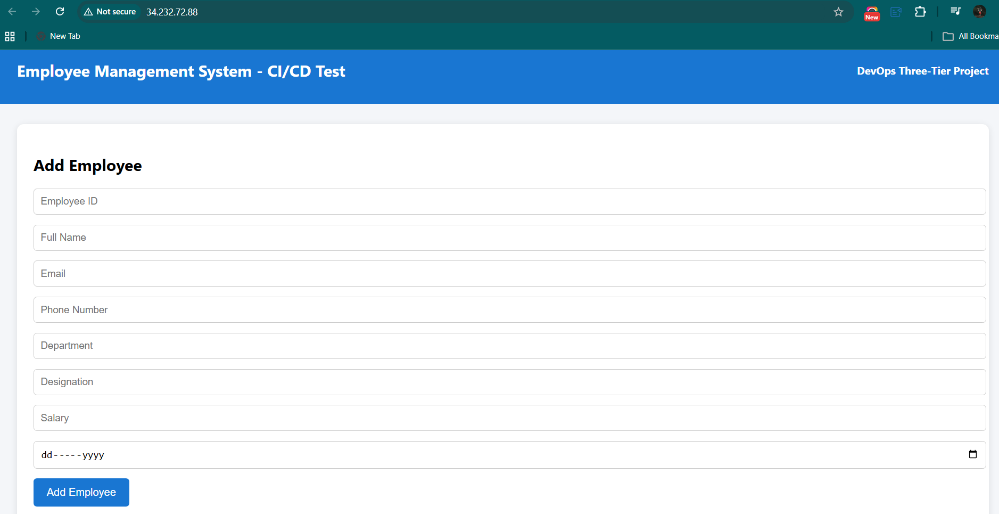 Not secure
34.232.72.88
New
New Tab
All Bookma
Employee Management System - CI/CD Test
DevOps Three-Tier Project
Add Employee
Employee ID
Full Name
Email
Phone Number
Department
Designation
Salary
dd-----yyyy
Add Employee